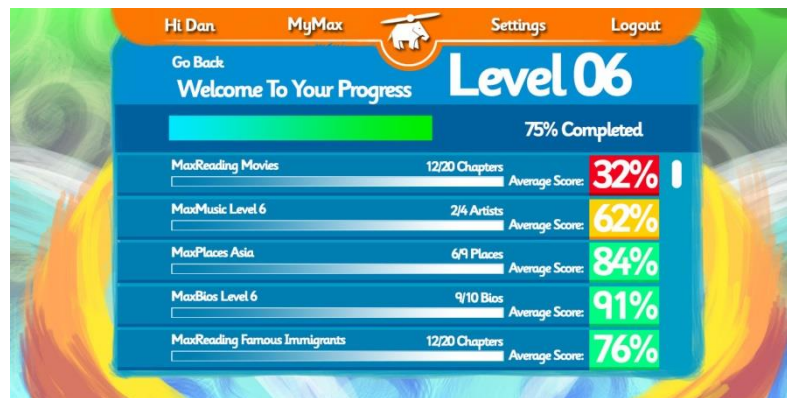 Hi Dan MyMax Settings Logout
Go Back
Welcome To Your Progress
Level 06
75% Completed
MaxReading Movies 12/20 Chapters
Average Score: 32%
MaxMusic Level 6 2/4 Artists
Average Score: 62%
MaxPlaces Asia 6/9 Places
Average Score: 84%
MaxBios Level 6 9/10 Bios
Average Score: 91%
MaxReading Famous Immigrants 12/20 Chapters
Average Score: 76%